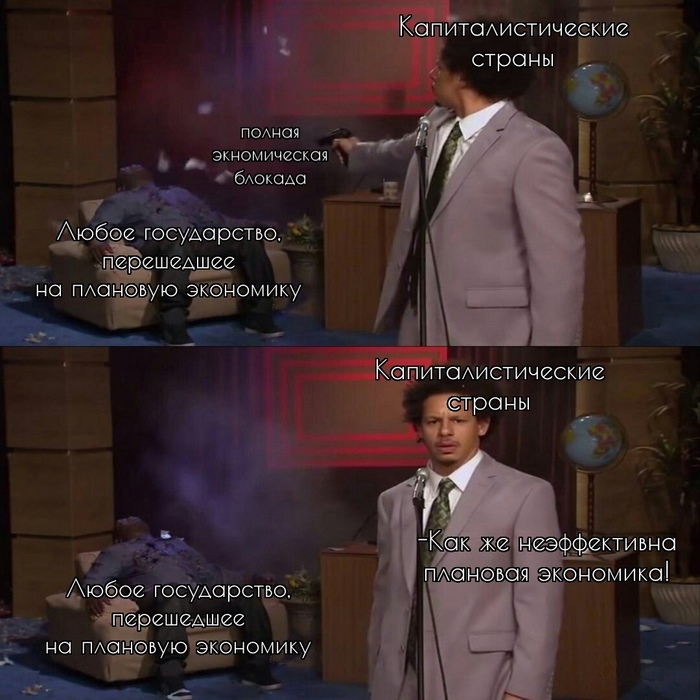 Капиталистические
страны
полная
экномическая
блокада
Любое государство,
перешедшее
на плановую экономику
Капиталистические
страны
-Как же неэффективна
плановая экономика!
Любое государство,
перешедшее
на плановую экономику